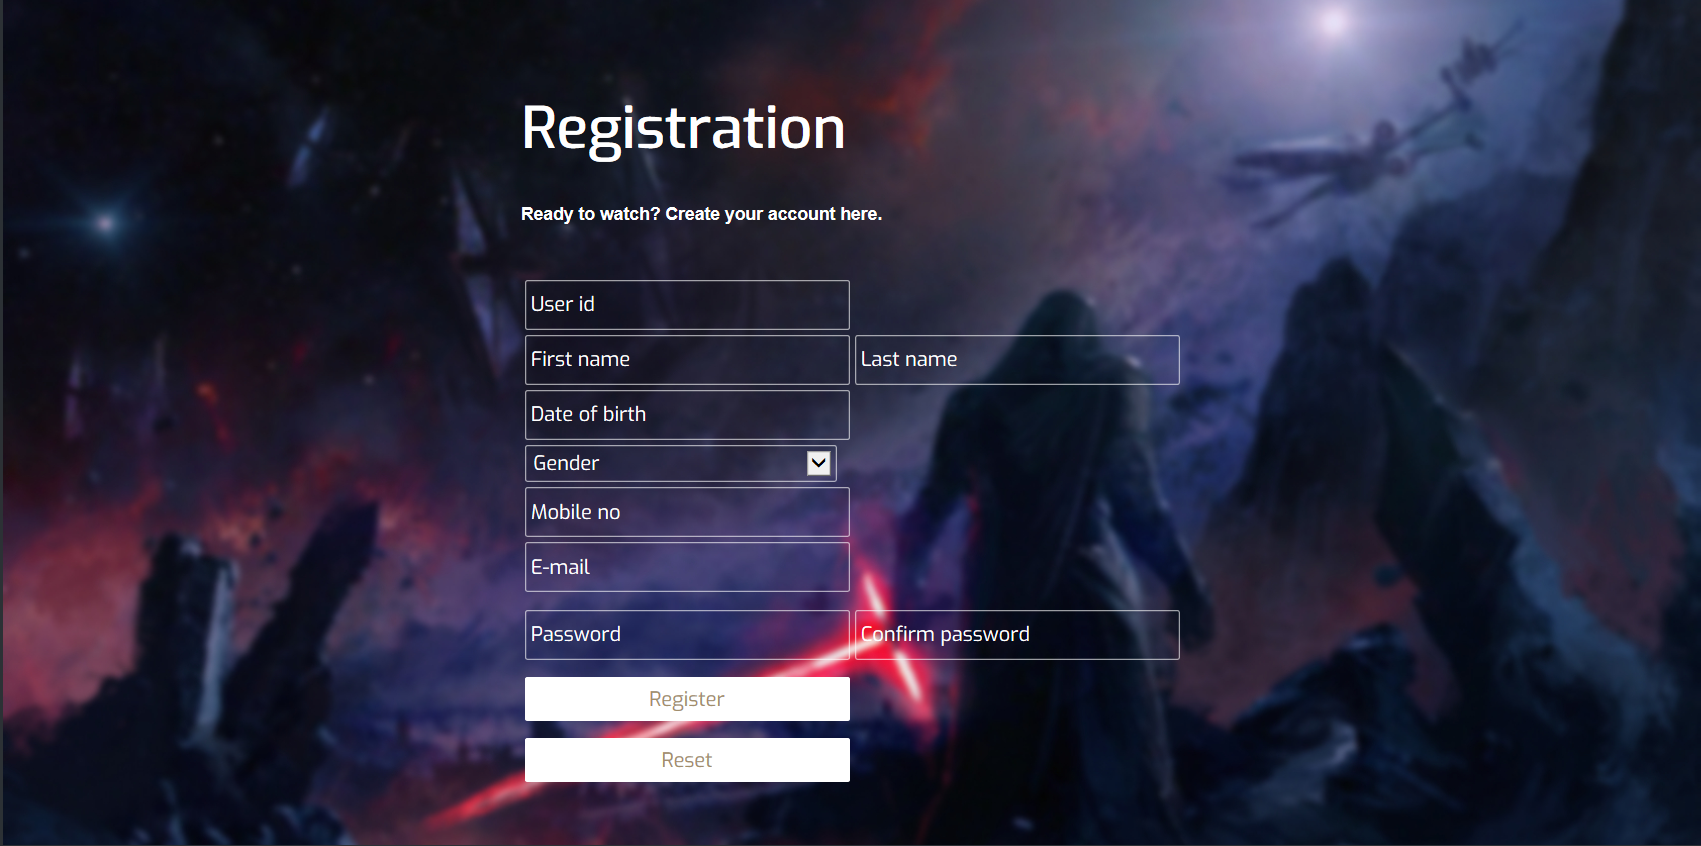 Registration
Ready to watch? Create your account here.
User id
First name Last name
Date of birth
Gender
Mobile no
E-mail
Password Confirm password
Register
Reset